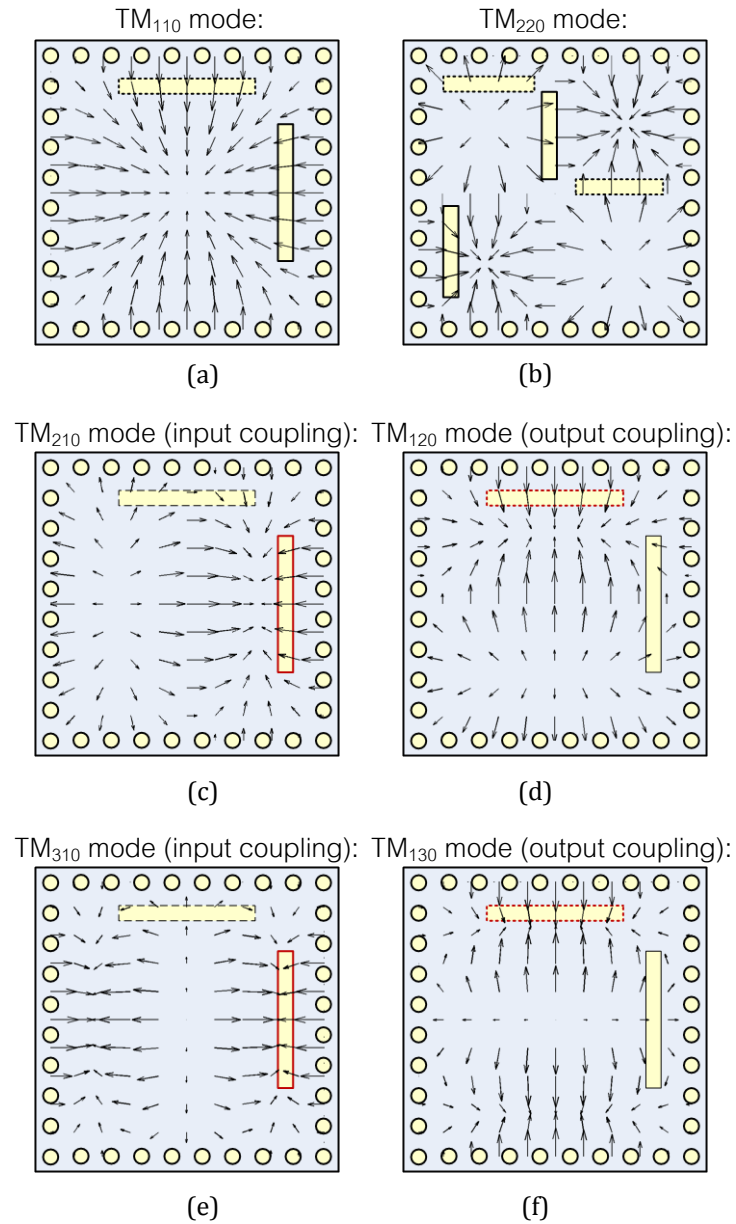 TM₁₁₀ mode: TM₂₂₀ mode:
(a) (b)
TM₂₁₀ mode (input coupling): TM₁₂₀ mode (output coupling):
(c) (d)
TM₃₁₀ mode (input coupling): TM₁₃₀ mode (output coupling):
(e) (f)